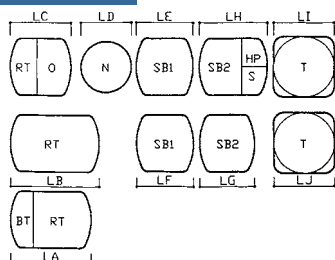 LC LD LE LH LI
RT O N SB1 SB2 HP S T
RT SB1 SB2 T
LB LF LG LJ
BT RT
LA